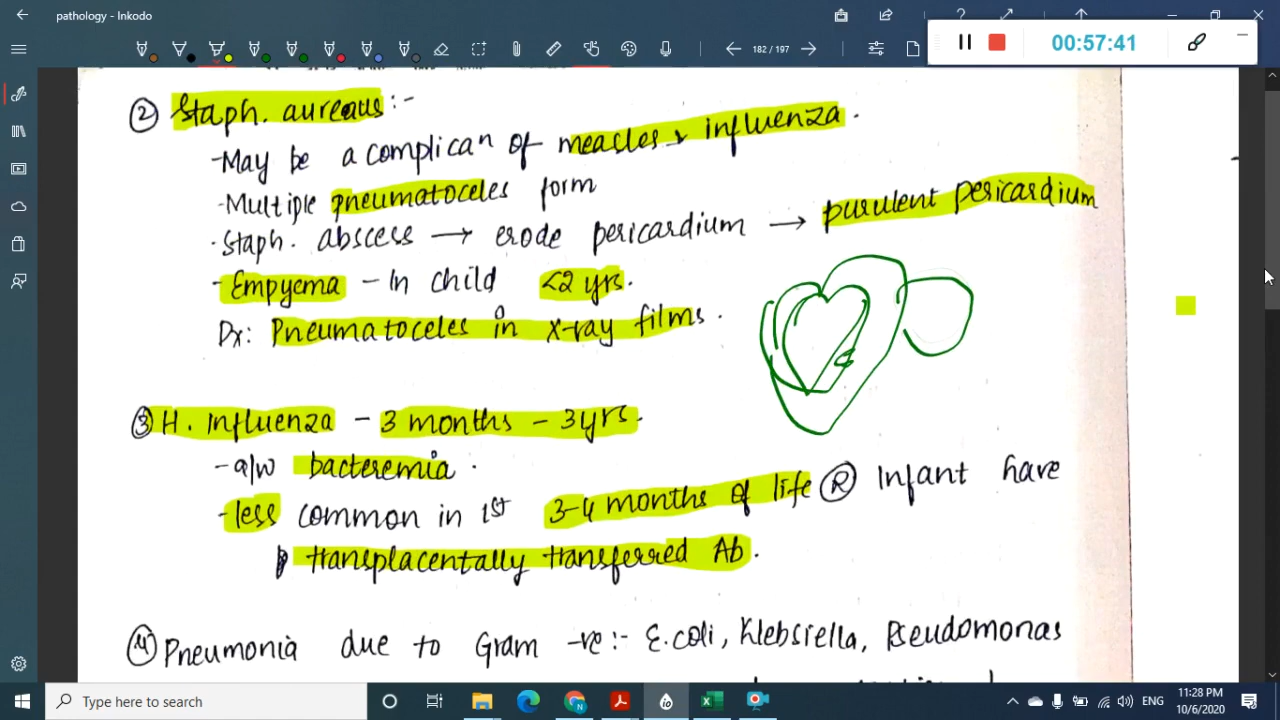 pathology - Inkodo
182 / 197
00:57:41
② Staph. aureaus:-
-May be a complican of measles & influenza.
-Multiple pneumatoceles form
-Staph. abscess → erode pericardium → purulent pericardium
-Empyema - In child <2 yrs.
Dx: Pneumatoceles in x-ray films.
③ H. Influenza - 3 months - 3yrs.
-a/w bacteremia.
-less common in 1st 3-4 months of life Ⓡ Infant have
transplacentally transferred Ab.
④ Pneumonia due to Gram -ve:- E.coli, Klebsiella, Pseudomonas
Type here to search
ENG
11:28 PM
10/6/2020